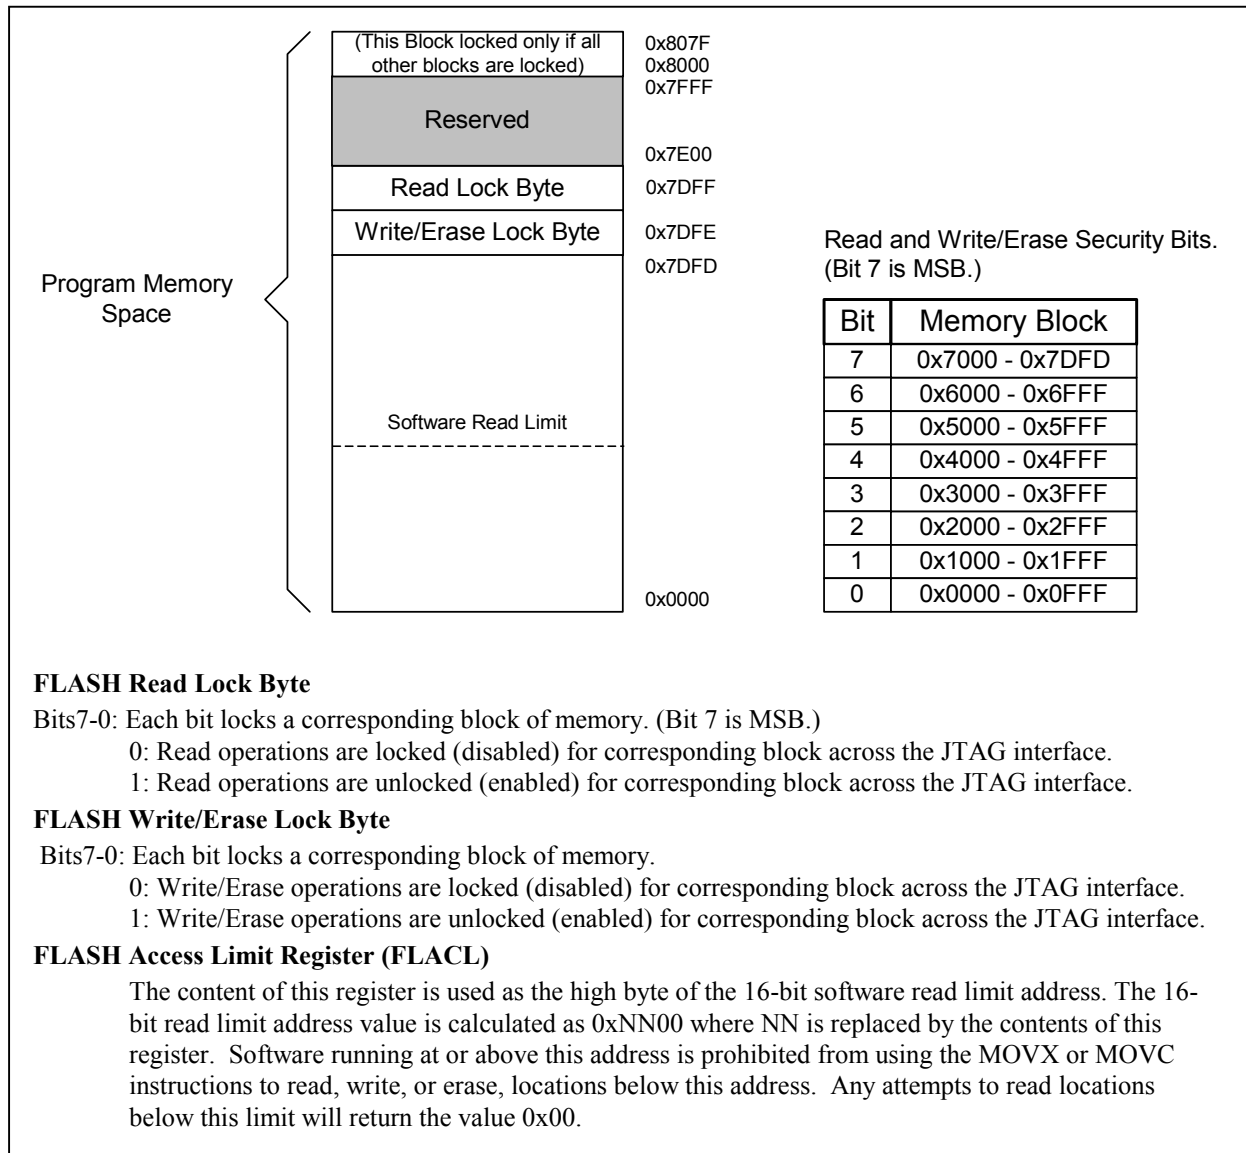 (This Block locked only if all
other blocks are locked)
0x807F
0x8000
0x7FFF
Reserved
0x7E00
Read Lock Byte
0x7DFF
Write/Erase Lock Byte
0x7DFE
0x7DFD
Program Memory
Space
Software Read Limit
0x0000
Read and Write/Erase Security Bits.
(Bit 7 is MSB.)
Bit Memory Block
7 0x7000 - 0x7DFD
6 0x6000 - 0x6FFF
5 0x5000 - 0x5FFF
4 0x4000 - 0x4FFF
3 0x3000 - 0x3FFF
2 0x2000 - 0x2FFF
1 0x1000 - 0x1FFF
0 0x0000 - 0x0FFF
FLASH Read Lock Byte
Bits7-0: Each bit locks a corresponding block of memory. (Bit 7 is MSB.)
0: Read operations are locked (disabled) for corresponding block across the JTAG interface.
1: Read operations are unlocked (enabled) for corresponding block across the JTAG interface.
FLASH Write/Erase Lock Byte
Bits7-0: Each bit locks a corresponding block of memory.
0: Write/Erase operations are locked (disabled) for corresponding block across the JTAG interface.
1: Write/Erase operations are unlocked (enabled) for corresponding block across the JTAG interface.
FLASH Access Limit Register (FLACL)
The content of this register is used as the high byte of the 16-bit software read limit address. The 16-
bit read limit address value is calculated as 0xNN00 where NN is replaced by the contents of this
register. Software running at or above this address is prohibited from using the MOVX or MOVC
instructions to read, write, or erase, locations below this address. Any attempts to read locations
below this limit will return the value 0x00.